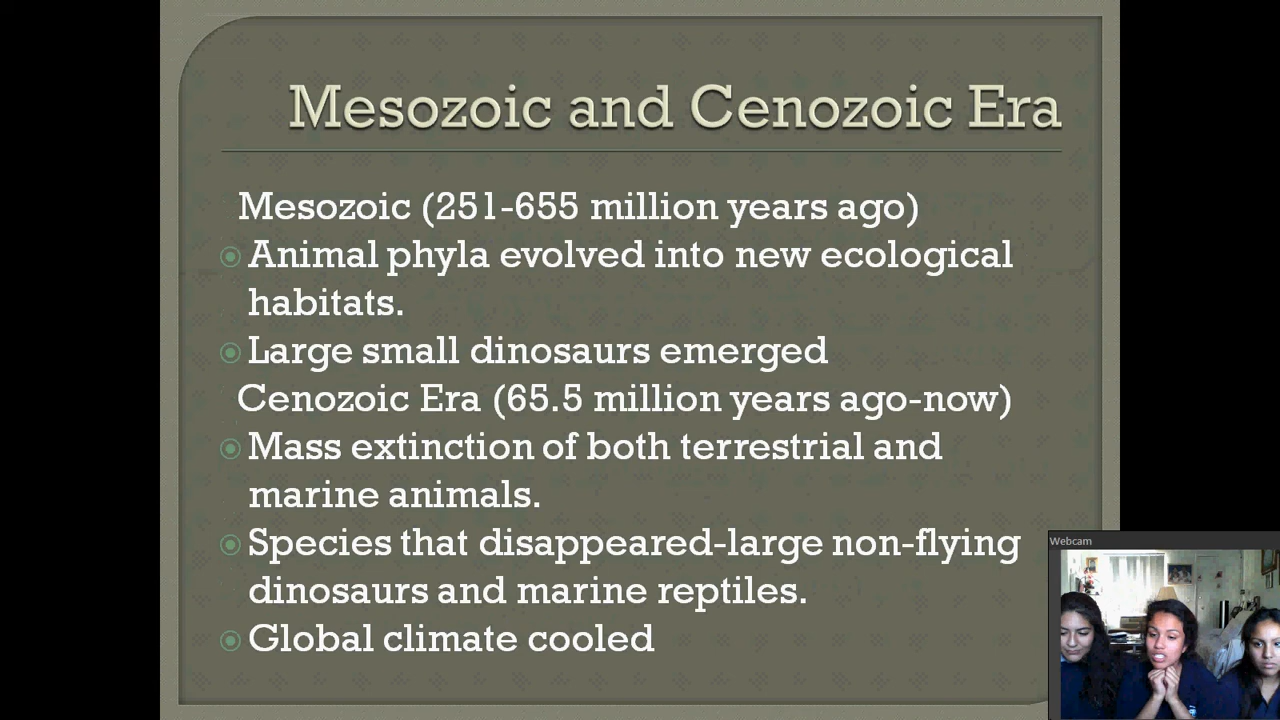 Mesozoic and Cenozoic Era
Mesozoic (251-655 million years ago)
Animal phyla evolved into new ecological
habitats.
Large small dinosaurs emerged
Cenozoic Era (65.5 million years ago-now)
Mass extinction of both terrestrial and
marine animals.
Species that disappeared-large non-flying
dinosaurs and marine reptiles.
Global climate cooled
Webcam